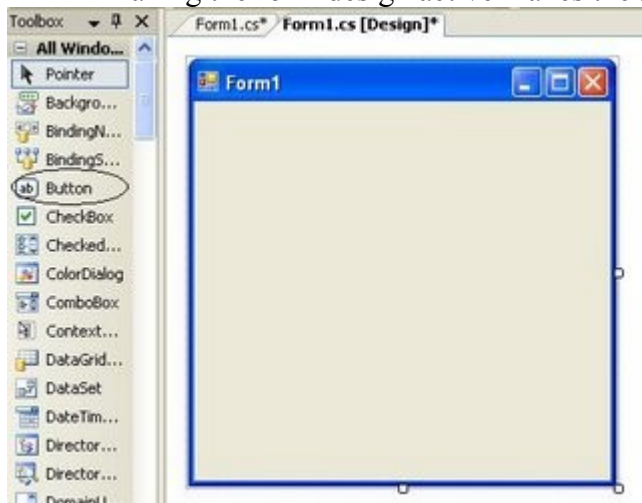 Toolbox
Form1.cs* Form1.cs [Design]*
All Windo...
Pointer
Backgro...
BindingN...
BindingS...
ab Button
CheckBox
Checked...
ColorDialog
ComboBox
Context...
DataGrid...
DataSet
DateTim...
Director...
Director...
Form1